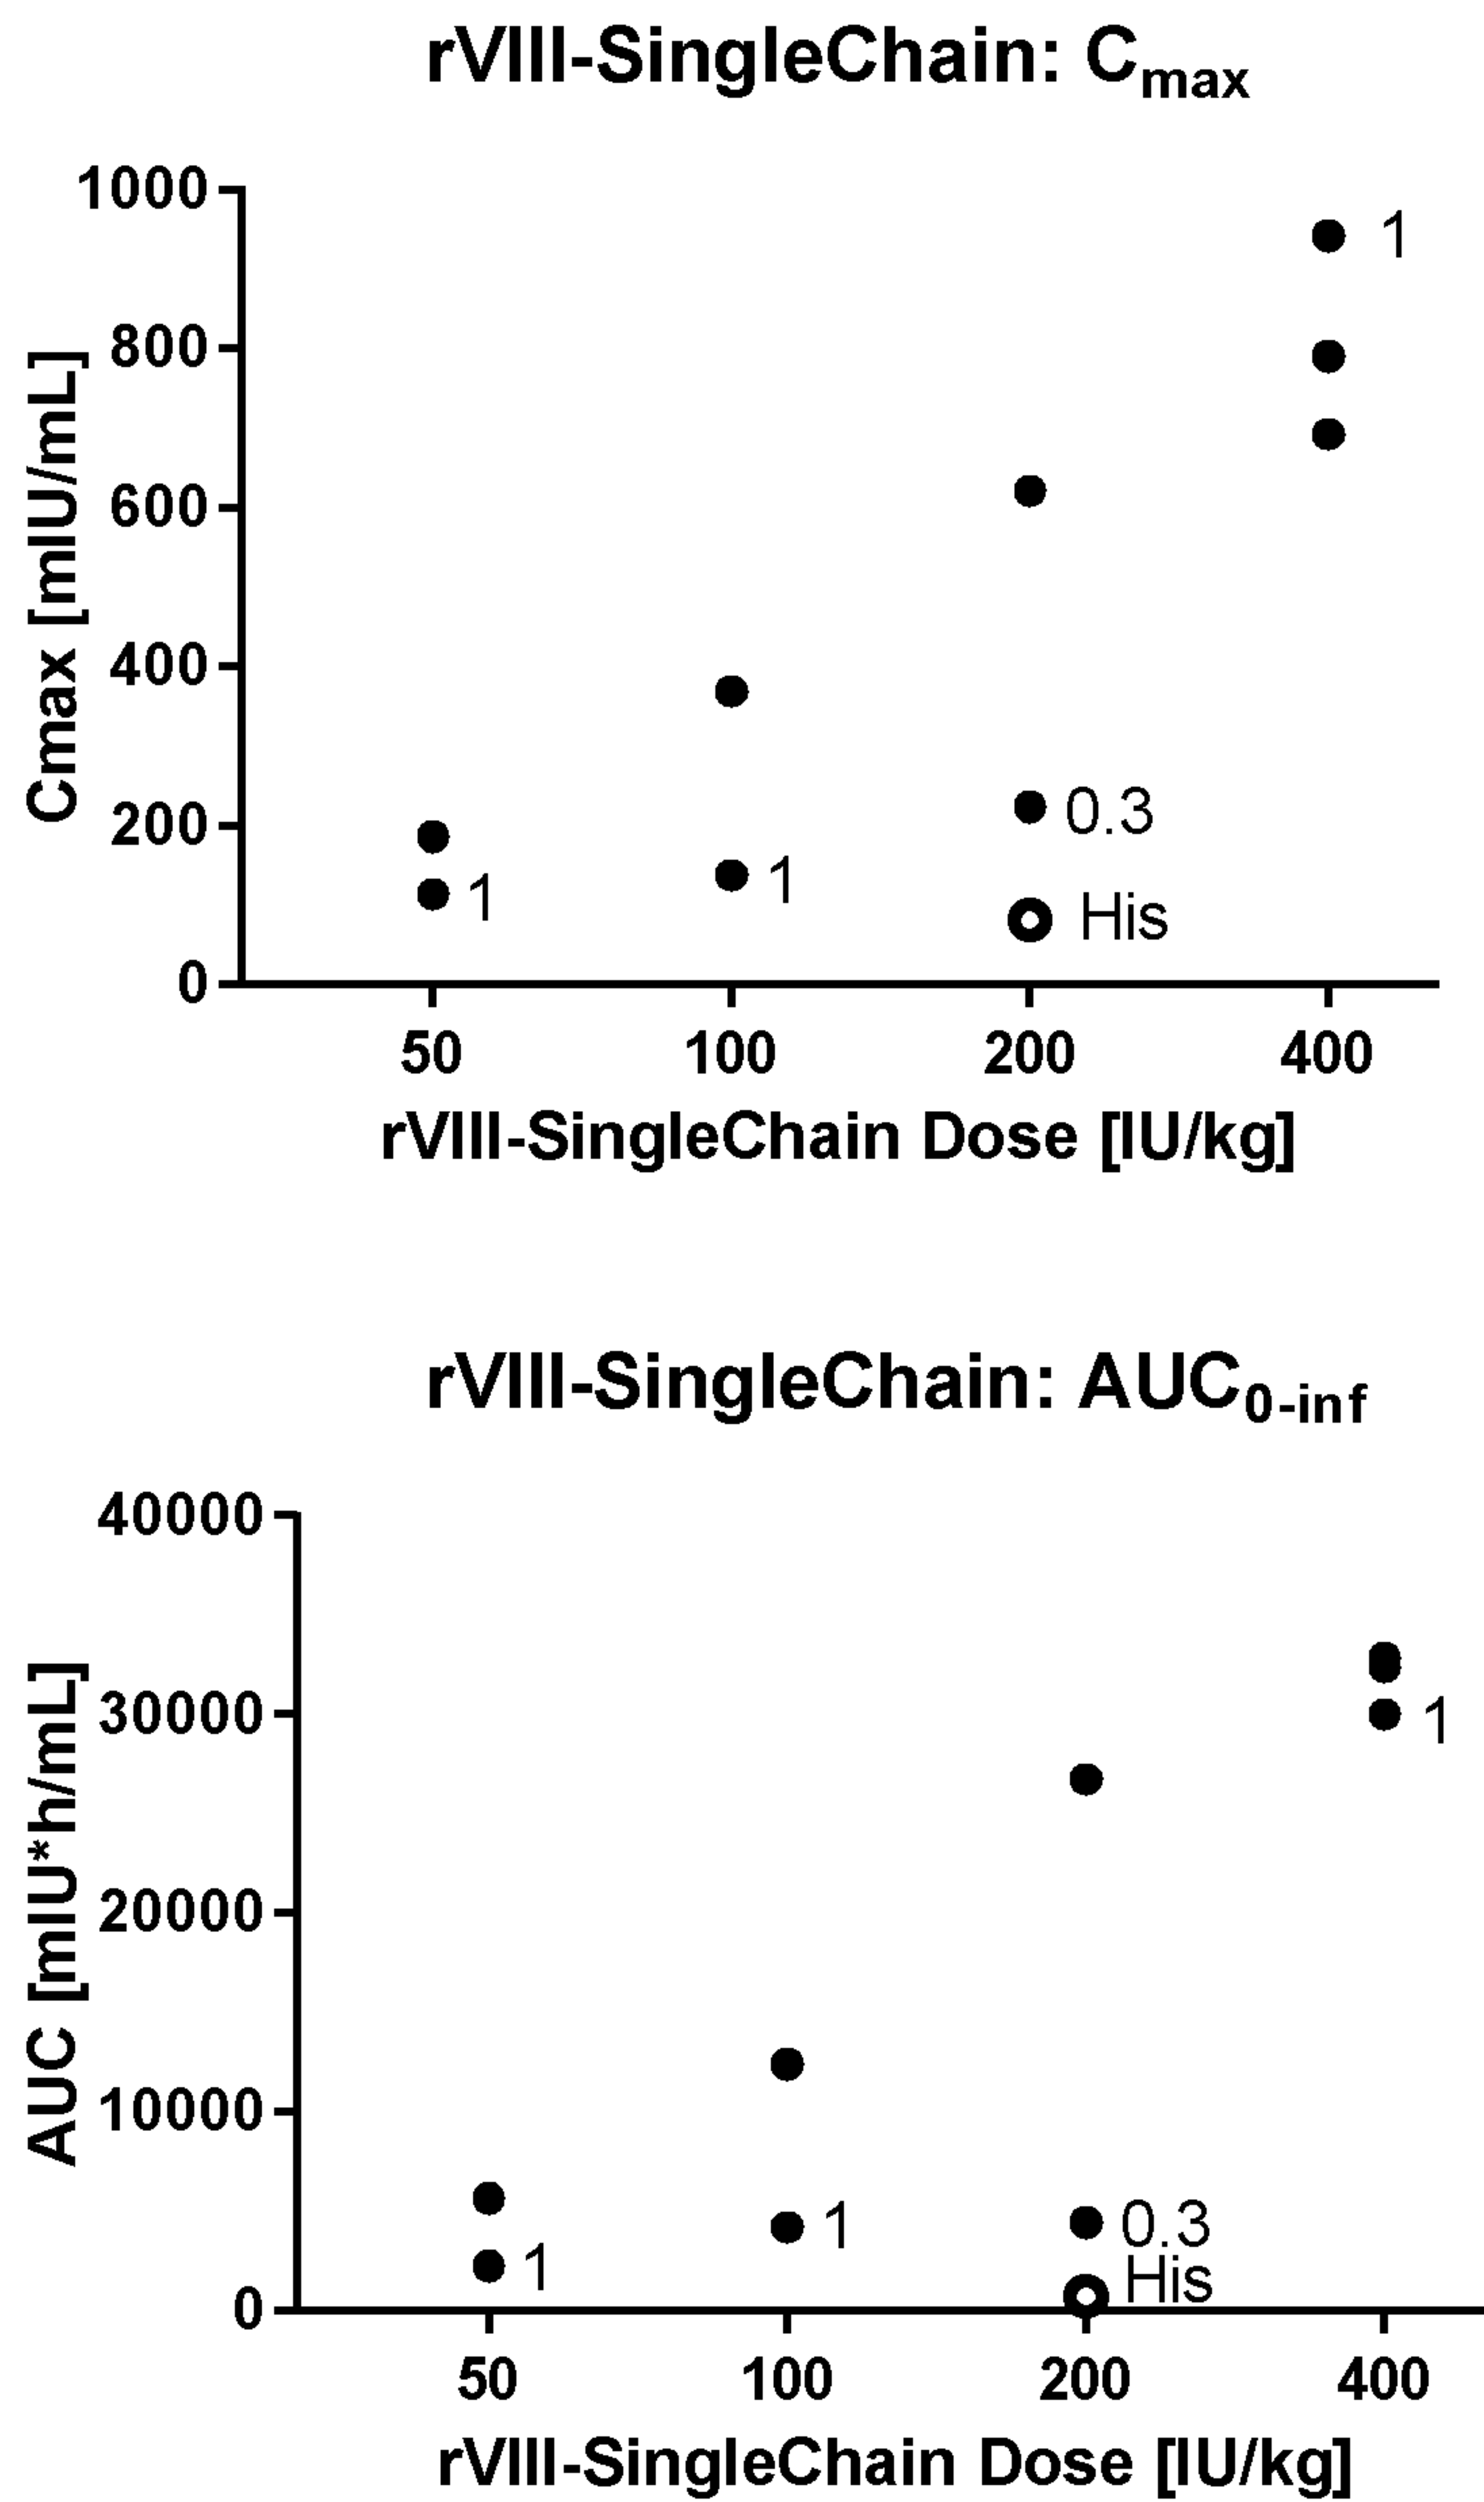 rVIII-SingleChain: Cmax
1000
800
600
400
200
0
Cmax [mIU/mL]
1
1
1
0.3
His
50 100 200 400
rVIII-SingleChain Dose [IU/kg]
rVIII-SingleChain: AUC0-inf
40000
30000
20000
10000
0
AUC [mIU*h/mL]
1
1
1
0.3
His
50 100 200 400
rVIII-SingleChain Dose [IU/kg]